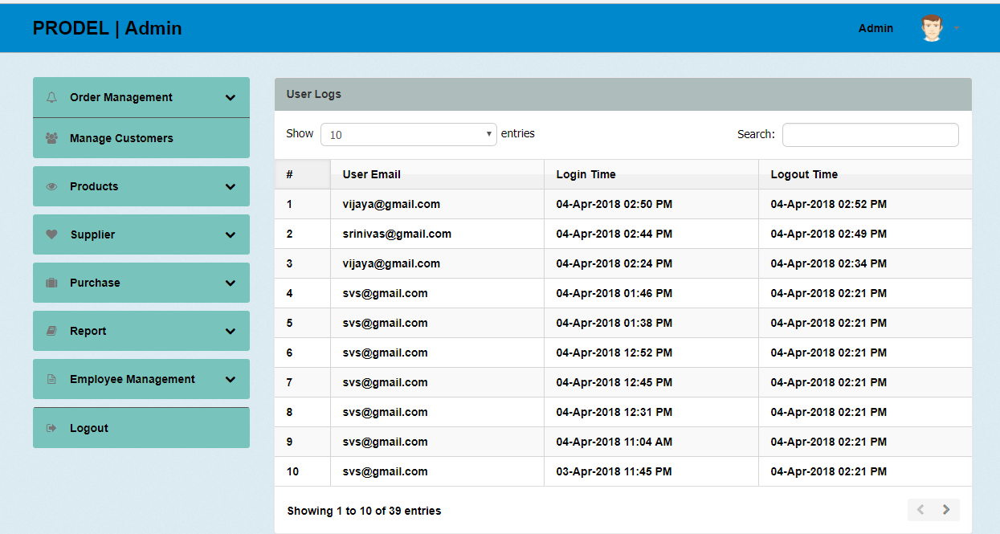 PRODEL | Admin
Admin
Order Management
Manage Customers
Products
Supplier
Purchase
Report
Employee Management
Logout
User Logs
Show 10 entries
Search:
# User Email Login Time Logout Time
1 vijaya@gmail.com 04-Apr-2018 02:50 PM 04-Apr-2018 02:52 PM
2 srinivas@gmail.com 04-Apr-2018 02:44 PM 04-Apr-2018 02:49 PM
3 vijaya@gmail.com 04-Apr-2018 02:24 PM 04-Apr-2018 02:34 PM
4 svs@gmail.com 04-Apr-2018 01:46 PM 04-Apr-2018 02:21 PM
5 svs@gmail.com 04-Apr-2018 01:38 PM 04-Apr-2018 02:21 PM
6 svs@gmail.com 04-Apr-2018 12:52 PM 04-Apr-2018 02:21 PM
7 svs@gmail.com 04-Apr-2018 12:45 PM 04-Apr-2018 02:21 PM
8 svs@gmail.com 04-Apr-2018 12:31 PM 04-Apr-2018 02:21 PM
9 svs@gmail.com 04-Apr-2018 11:04 AM 04-Apr-2018 02:21 PM
10 svs@gmail.com 03-Apr-2018 11:45 PM 04-Apr-2018 02:21 PM
Showing 1 to 10 of 39 entries